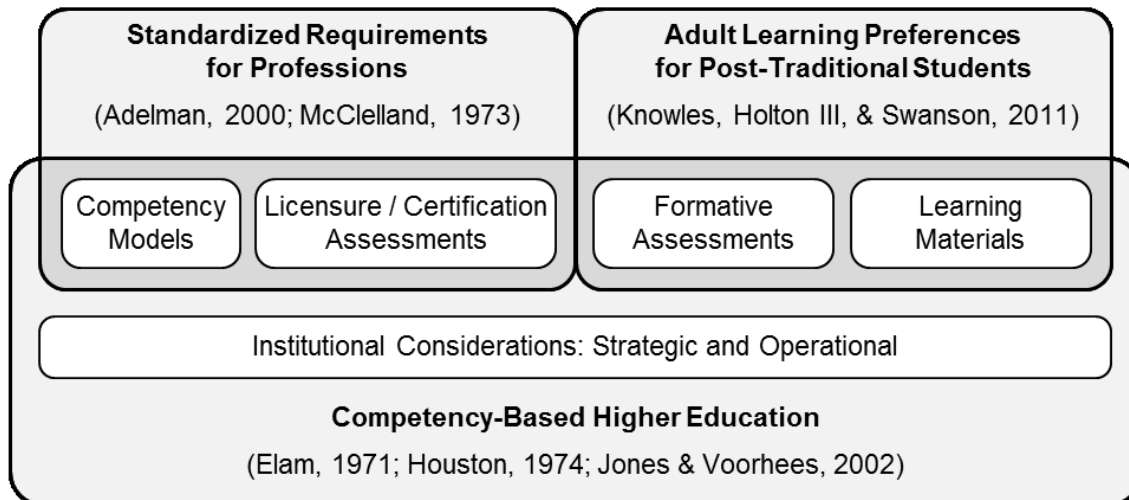 Standardized Requirements
for Professions
(Adelman, 2000; McClelland, 1973)
Adult Learning Preferences
for Post-Traditional Students
(Knowles, Holton III, & Swanson, 2011)
Competency
Models
Licensure / Certification
Assessments
Formative
Assessments
Learning
Materials
Institutional Considerations: Strategic and Operational
Competency-Based Higher Education
(Elam, 1971; Houston, 1974; Jones & Voorhees, 2002)